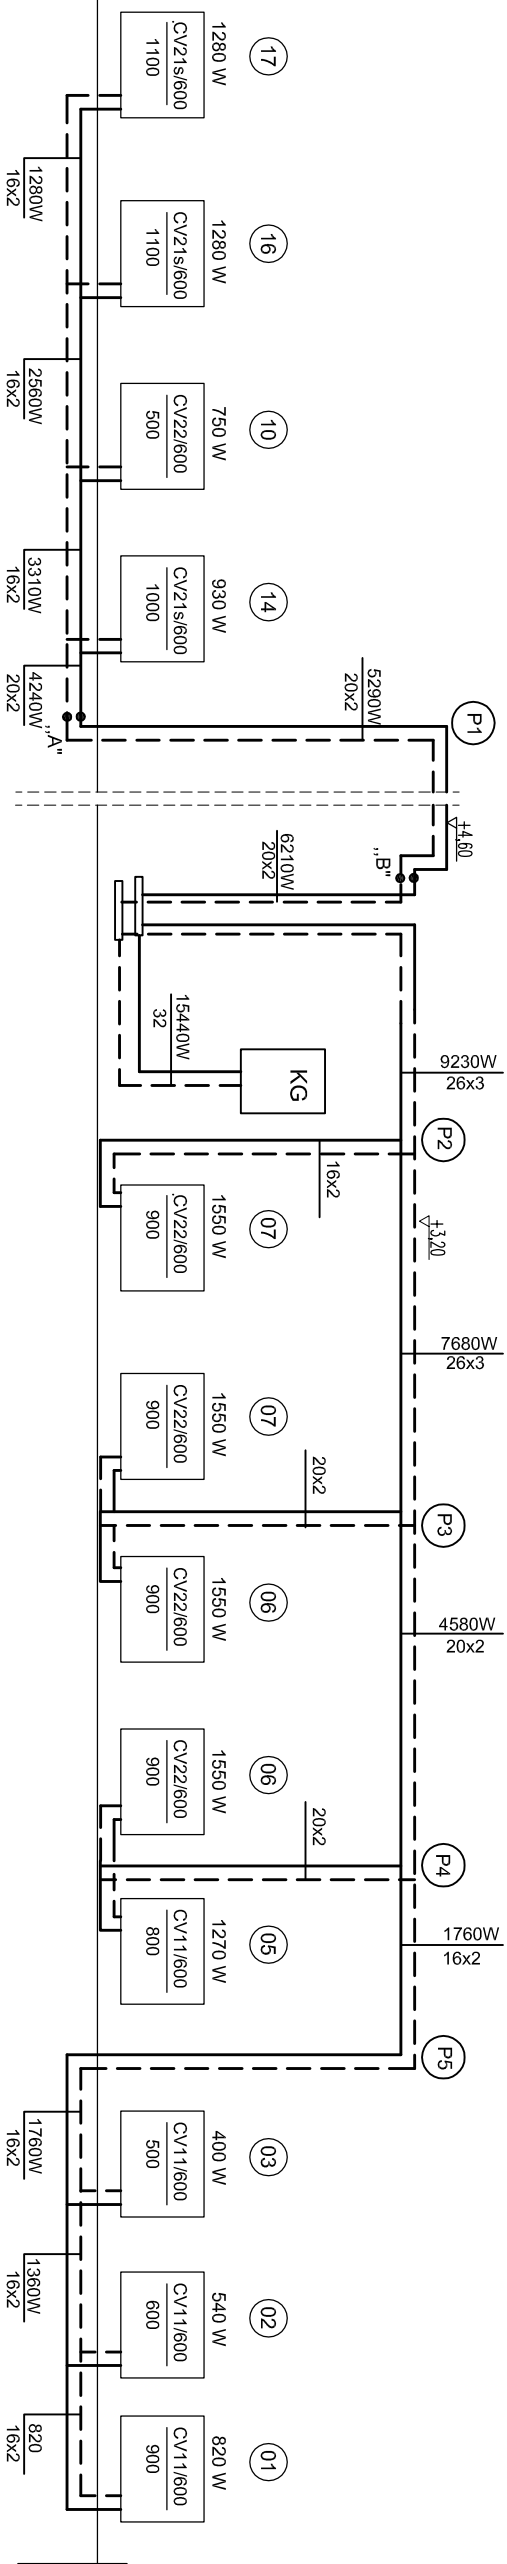 17
1280 W
CV21s/600
1100
1280W
16x2
16
1280 W
CV21s/600
1100
2560W
16x2
10
750 W
CV22/600
500
3310W
16x2
14
930 W
CV21s/600
1000
4240W
20x2
„A"
P1
5290W
20x2
+4,60
„B"
6210W
20x2
15440W
32
KG
9230W
26x3
P2
16x2
+3,20
07
1550 W
CV22/600
900
7680W
26x3
07
1550 W
CV22/600
900
P3
20x2
06
1550 W
CV22/600
900
4580W
20x2
06
1550 W
CV22/600
900
P4
20x2
05
1270 W
CV11/600
800
1760W
16x2
P5
1760W
16x2
03
400 W
CV11/600
500
1360W
16x2
02
540 W
CV11/600
600
820
16x2
01
820 W
CV11/600
900